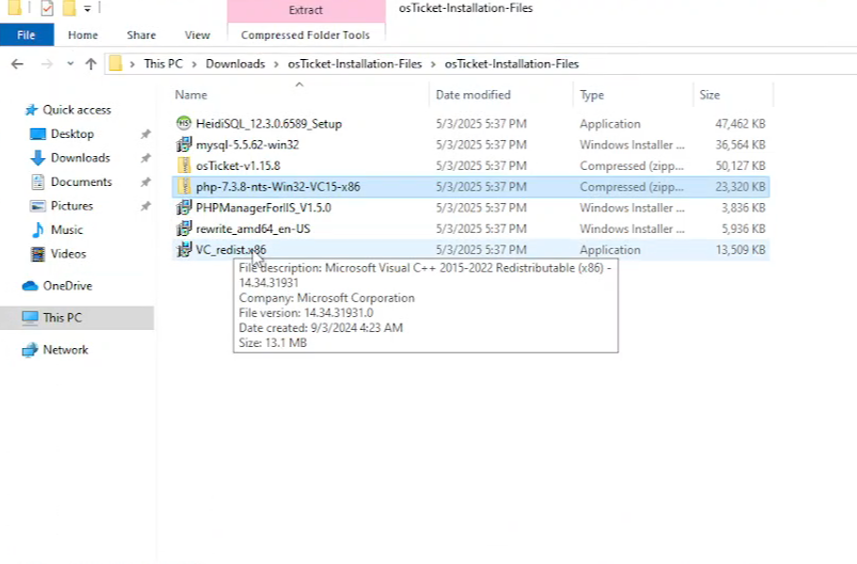 Extract
osTicket-Installation-Files
File
Home
Share
View
Compressed Folder Tools
This PC
Downloads
osTicket-Installation-Files
osTicket-Installation-Files
Name
Date modified
Type
Size
Quick access
Desktop
Downloads
Documents
Pictures
Music
Videos
OneDrive
This PC
Network
HeidiSQL_12.3.0.6589_Setup 5/3/2025 5:37 PM Application 47,462 KB
mysql-5.5.62-win32 5/3/2025 5:37 PM Windows Installer ... 36,564 KB
osTicket-v1.15.8 5/3/2025 5:37 PM Compressed (zipp... 50,127 KB
php-7.3.8-nts-Win32-VC15-x86 5/3/2025 5:37 PM Compressed (zipp... 23,320 KB
PHPManagerForIIS_V1.5.0 5/3/2025 5:37 PM Windows Installer ... 3,836 KB
rewrite_amd64_en-US 5/3/2025 5:37 PM Windows Installer ... 5,936 KB
VC_redist.x86 5/3/2025 5:37 PM Application 13,509 KB
File description: Microsoft Visual C++ 2015-2022 Redistributable (x86) -
14.34.31931
Company: Microsoft Corporation
File version: 14.34.31931.0
Date created: 9/3/2024 4:23 AM
Size: 13.1 MB